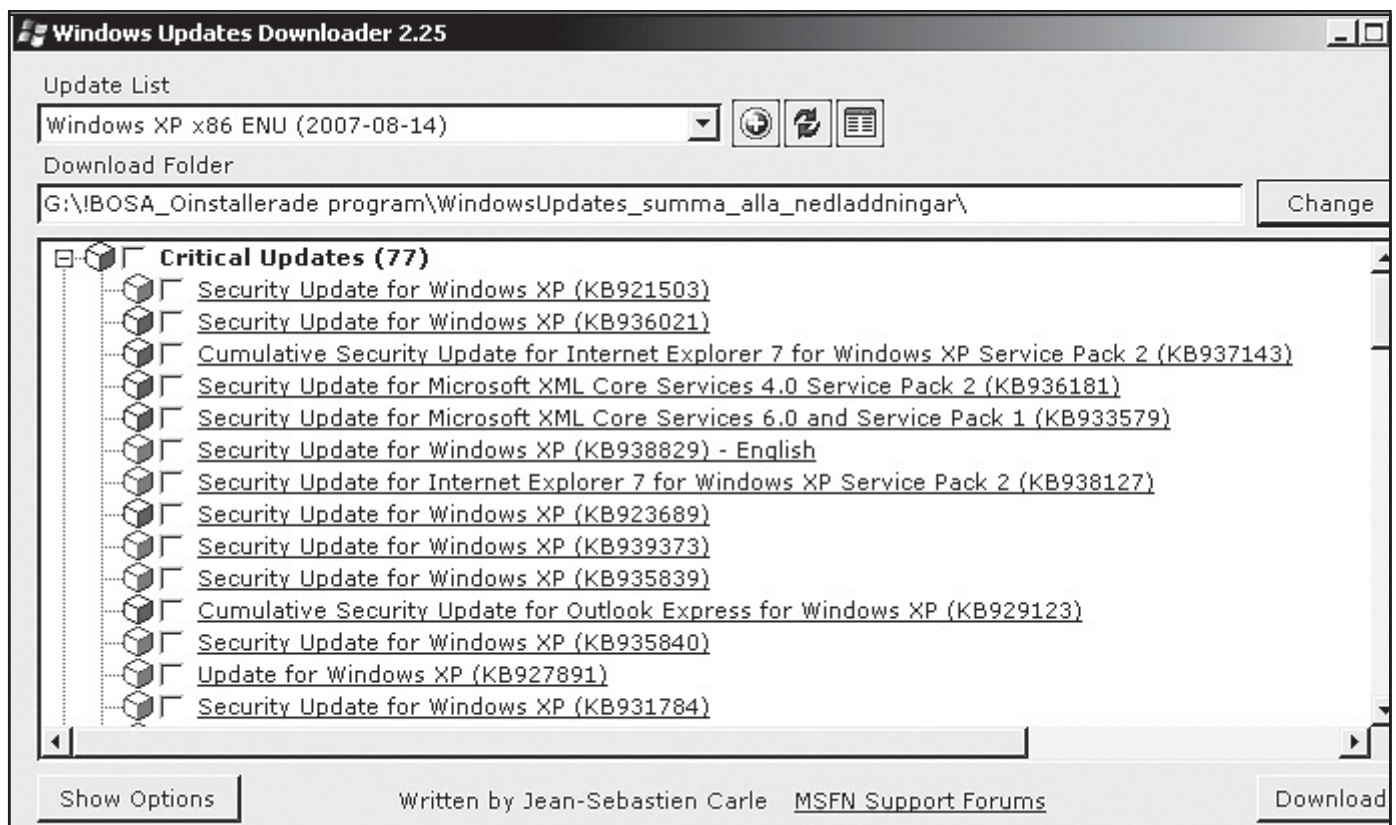 Windows Updates Downloader 2.25
Update List
Windows XP x86 ENU (2007-08-14)
Download Folder
G:\!BOSA_Oinstallerade program\WindowsUpdates_summa_alla_nedladdningar\
Change
Critical Updates (77)
Security Update for Windows XP (KB921503)
Security Update for Windows XP (KB936021)
Cumulative Security Update for Internet Explorer 7 for Windows XP Service Pack 2 (KB937143)
Security Update for Microsoft XML Core Services 4.0 Service Pack 2 (KB936181)
Security Update for Microsoft XML Core Services 6.0 and Service Pack 1 (KB933579)
Security Update for Windows XP (KB938829) - English
Security Update for Internet Explorer 7 for Windows XP Service Pack 2 (KB938127)
Security Update for Windows XP (KB923689)
Security Update for Windows XP (KB939373)
Security Update for Windows XP (KB935839)
Cumulative Security Update for Outlook Express for Windows XP (KB929123)
Security Update for Windows XP (KB935840)
Update for Windows XP (KB927891)
Security Update for Windows XP (KB931784)
Show Options
Written by Jean-Sebastien Carle MSFN Support Forums
Download